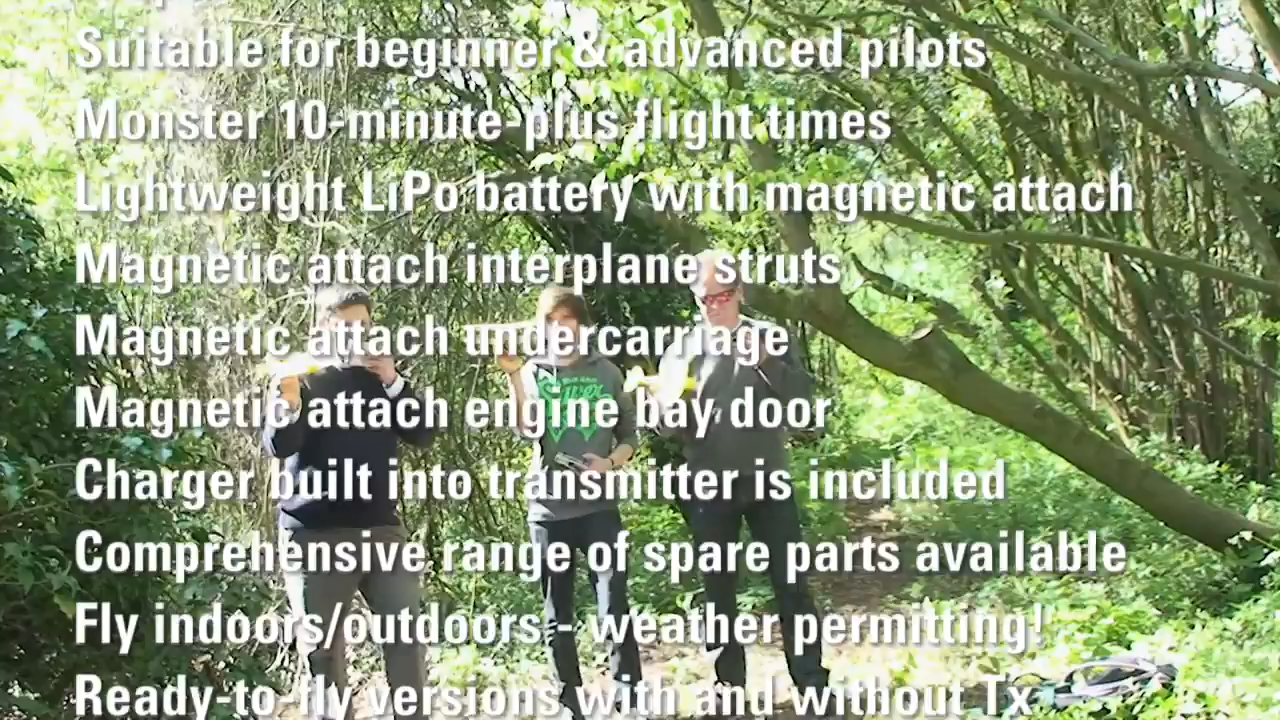 Suitable for beginner & advanced pilots
Monster 10-minute-plus flight times
Lightweight LiPo battery with magnetic attach
Magnetic attach interplane struts
Magnetic attach undercarriage
Magnetic attach engine bay door
Charger built into transmitter is included
Comprehensive range of spare parts available
Fly indoors/outdoors - weather permitting!
Ready-to-fly versions with and without Tx